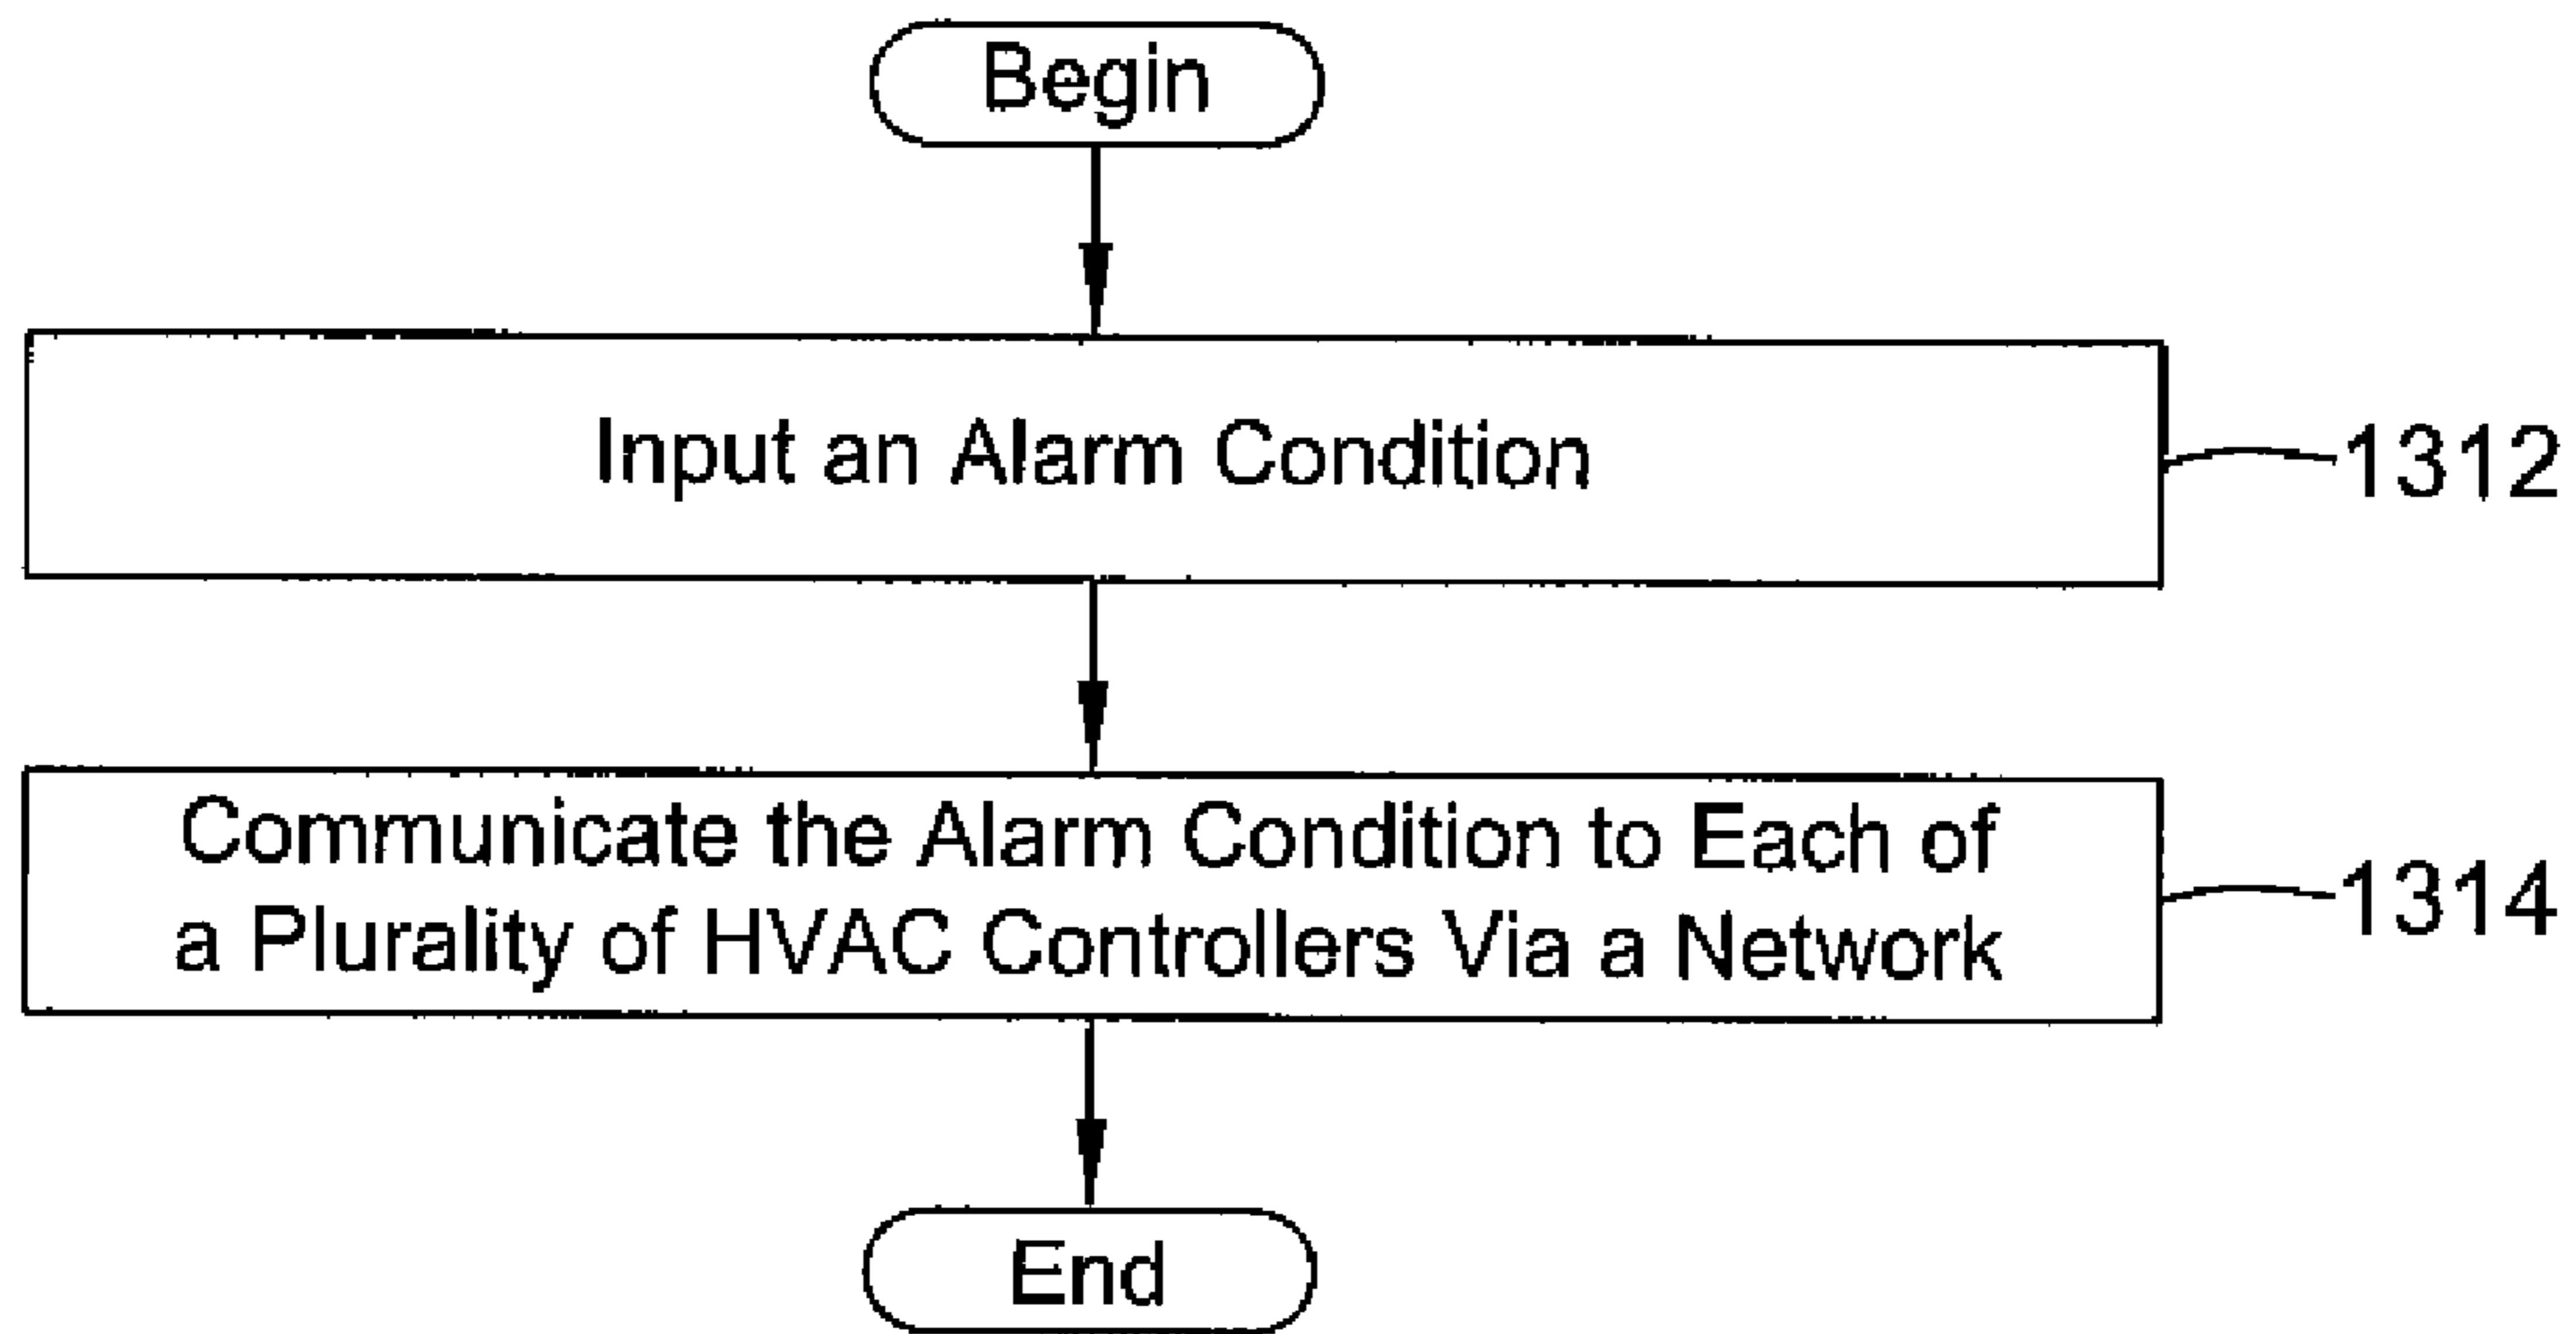 Begin
Input an Alarm Condition
1312
Communicate the Alarm Condition to Each of
a Plurality of HVAC Controllers Via a Network
1314
End